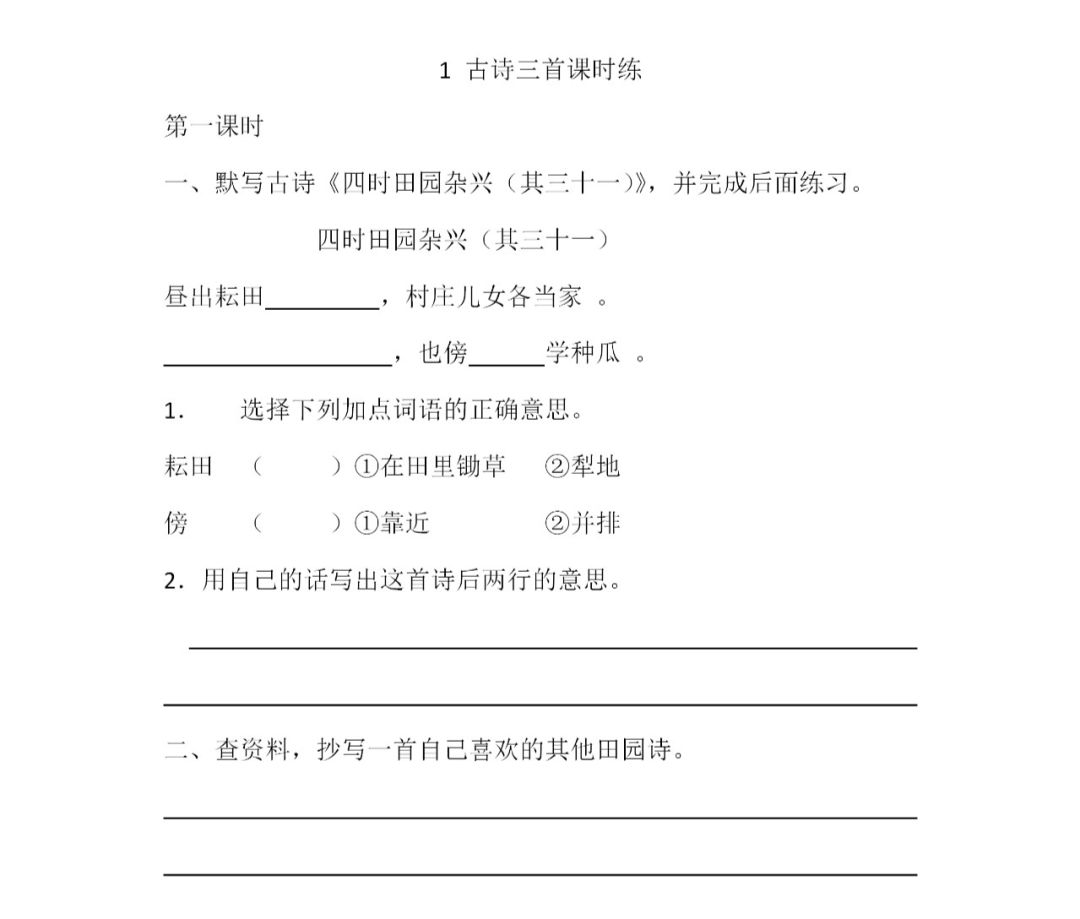 1 古诗三首课时练
第一课时
一、默写古诗《四时田园杂兴（其三十一)》，并完成后面练习。
四时田园杂兴（其三十一）
昼出耘田_________，村庄儿女各当家 。
__________________，也傍______学种瓜 。
1. 选择下列加点词语的正确意思。
耘田 （ ）①在田里锄草 ②犁地
傍 （ ）①靠近 ②并排
2. 用自己的话写出这首诗后两行的意思。
二、查资料，抄写一首自己喜欢的其他田园诗。